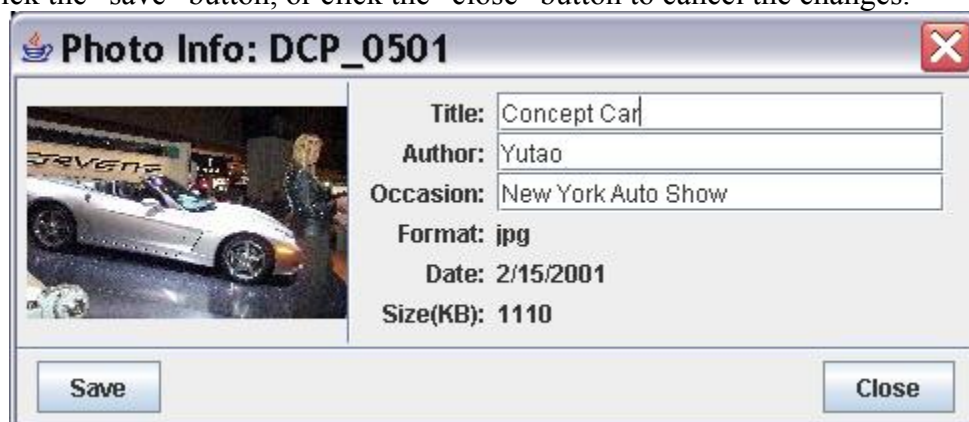 click the "save" button, or click the "close" button to cancel the changes.
Photo Info: DCP_0501
Title: Concept Car
Author: Yutao
Occasion: New York Auto Show
Format: jpg
Date: 2/15/2001
Size(KB): 1110
Save
Close